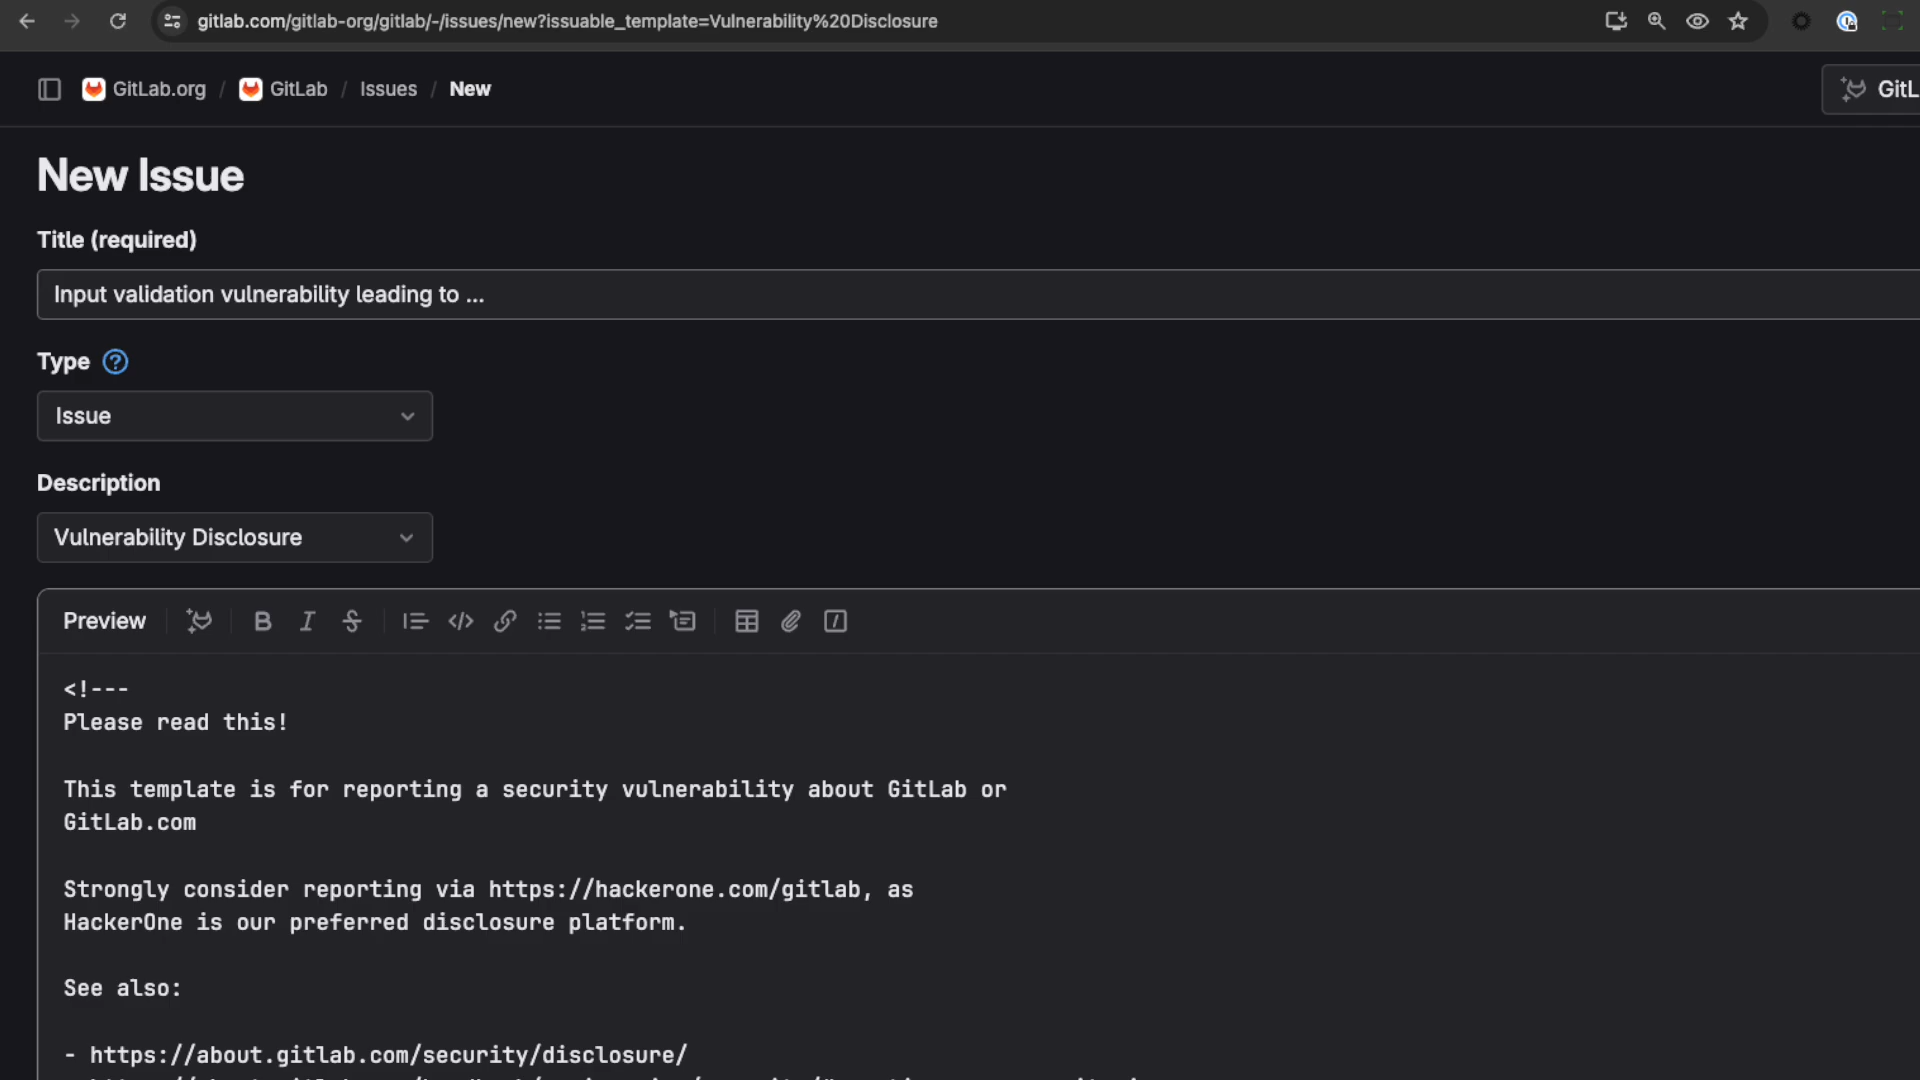 gitlab.com/gitlab-org/gitlab/-/issues/new?issuable_template=Vulnerability%20Disclosure
GitLab.org / GitLab / Issues / New
GitL
New Issue
Title (required)
Input validation vulnerability leading to ...
Type ?
Issue
Description
Vulnerability Disclosure
Preview
<!---
Please read this!
This template is for reporting a security vulnerability about GitLab or
GitLab.com
Strongly consider reporting via https://hackerone.com/gitlab, as
HackerOne is our preferred disclosure platform.
See also:
- https://about.gitlab.com/security/disclosure/